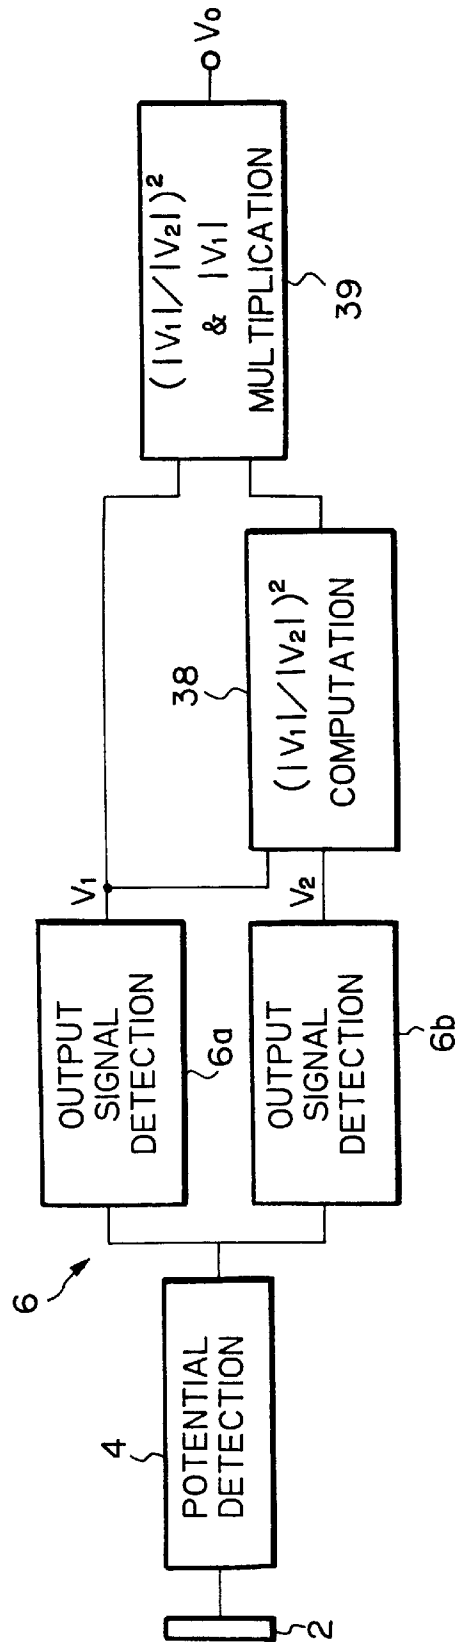 2
4
POTENTIAL
DETECTION
6
OUTPUT
SIGNAL
DETECTION
6a
OUTPUT
SIGNAL
DETECTION
6b
V₁
V₂
38
(|V₁|/|V₂|)²
COMPUTATION
(|V₁|/|V₂|)²
& |V₁|
MULTIPLICATION
39
V₀